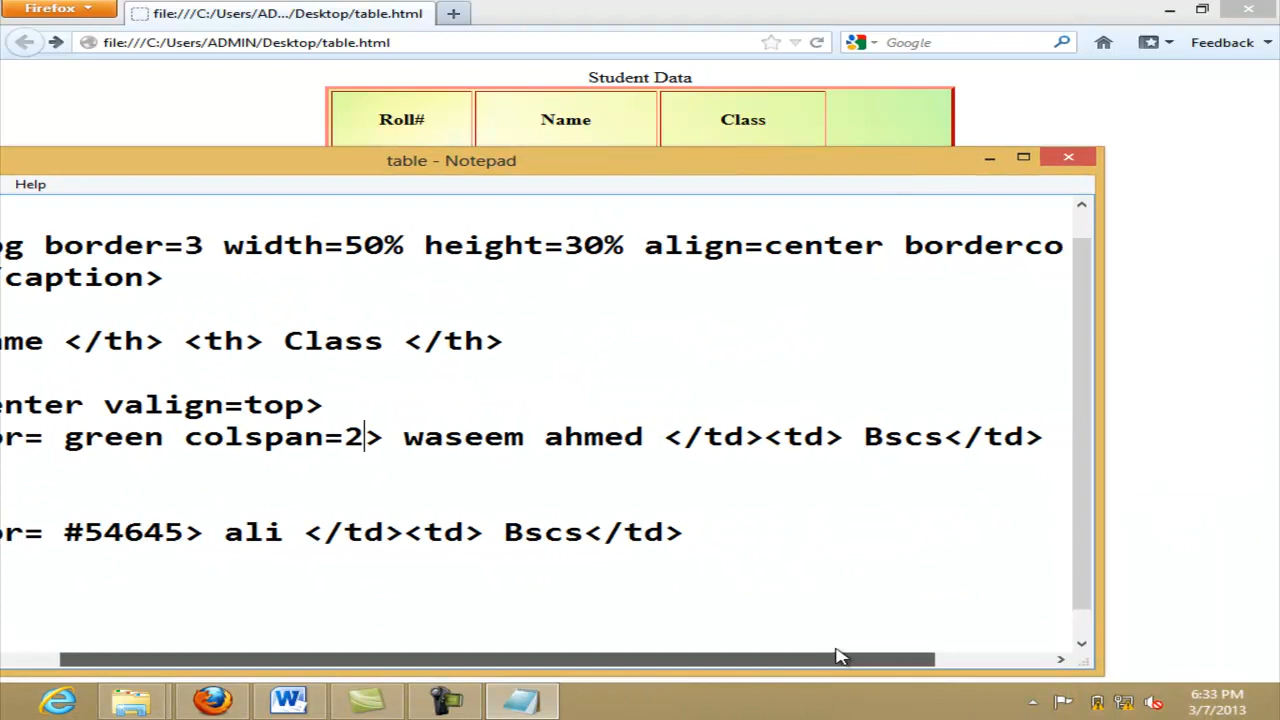 Firefox
file:///C:/Users/AD.../Desktop/table.html
file:///C:/Users/ADMIN/Desktop/table.html
Google
Feedback
Student Data
Roll# Name Class
table - Notepad
Help
og border=3 width=50% height=30% align=center borderco
/caption>
ame </th> <th> Class </th>
enter valign=top>
or= green colspan=2> waseem ahmed </td><td> Bscs</td>
or= #54645> ali </td><td> Bscs</td>
6:33 PM
3/7/2013